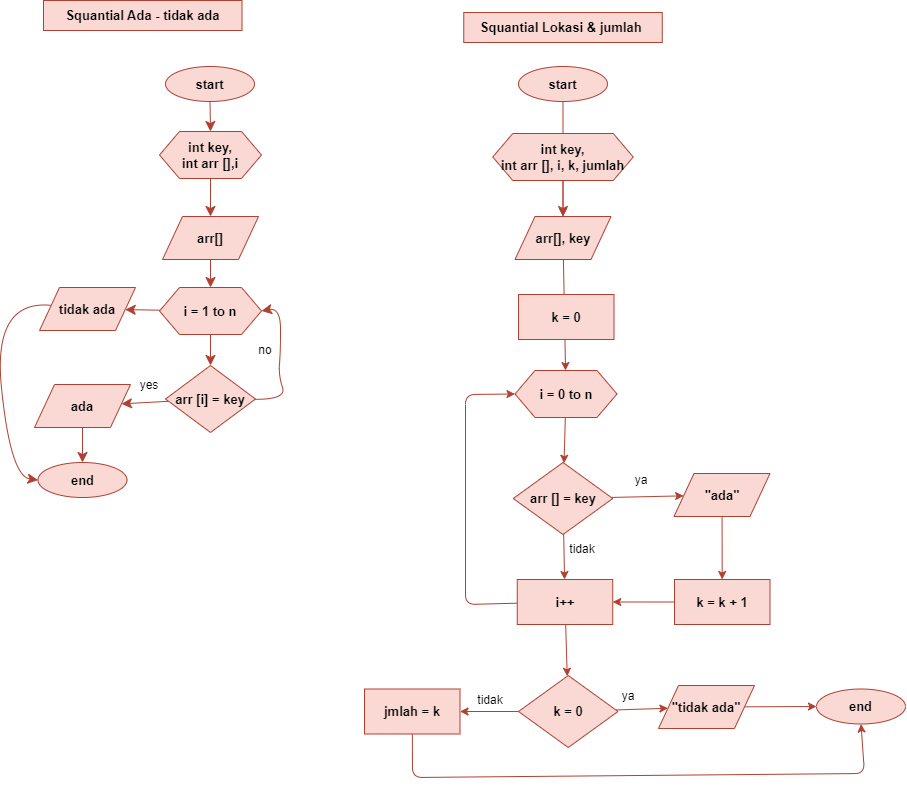 Squantial Ada - tidak ada
start
int key,
int arr [],i
arr[]
i = 1 to n
tidak ada
no
arr [i] = key
yes
ada
end
Squantial Lokasi & jumlah
start
int key,
int arr [], i, k, jumlah
arr[], key
k = 0
i = 0 to n
arr [] = key
ya
"ada"
tidak
i++
k = k + 1
k = 0
tidak
jmlah = k
ya
"tidak ada"
end